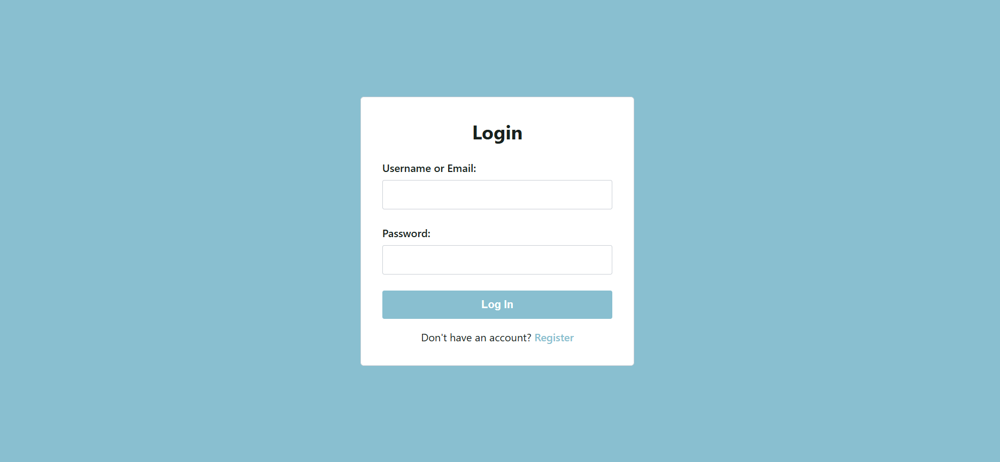 Login
Username or Email:
Password:
Log In
Don't have an account? Register